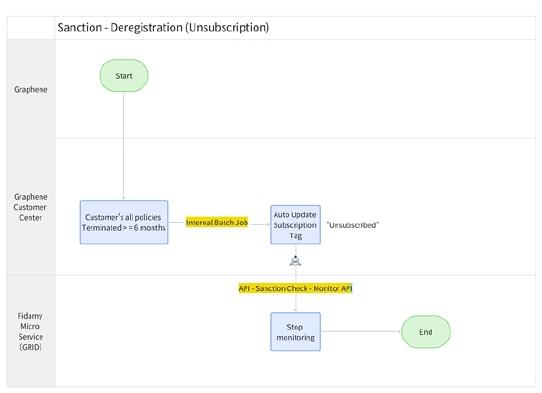 Sanction - Deregistration (Unsubscription)
Graphene
Start
Graphene
Customer
Center
Customer's all policies
Terminated > = 6 months
Internal Batch Job
Auto Update
Subscription
Tag
"Unsubscribed"
API - Sanction Check - Monitor API
Fidamy
Micro
Service
(GRID)
Stop
monitoring
End